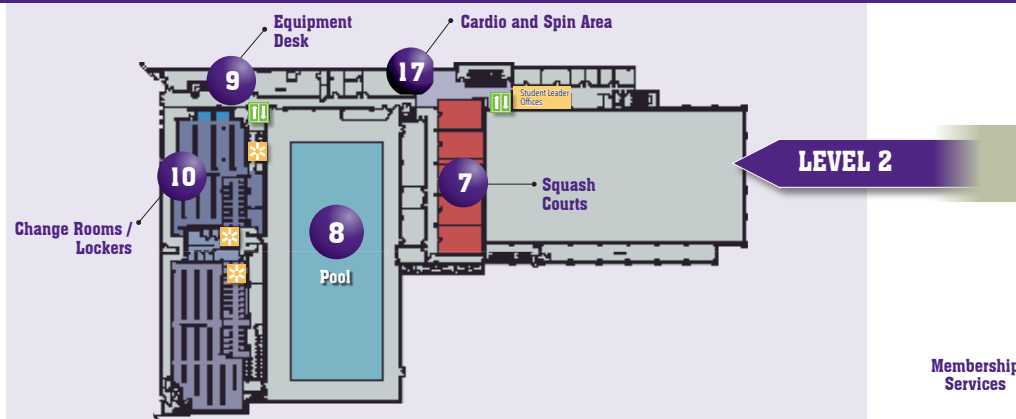 Equipment
Desk
Cardio and Spin Area
9
17
Student Leader
Offices
LEVEL 2
10
7
Squash
Courts
Change Rooms /
Lockers
8
Pool
Membership
Services